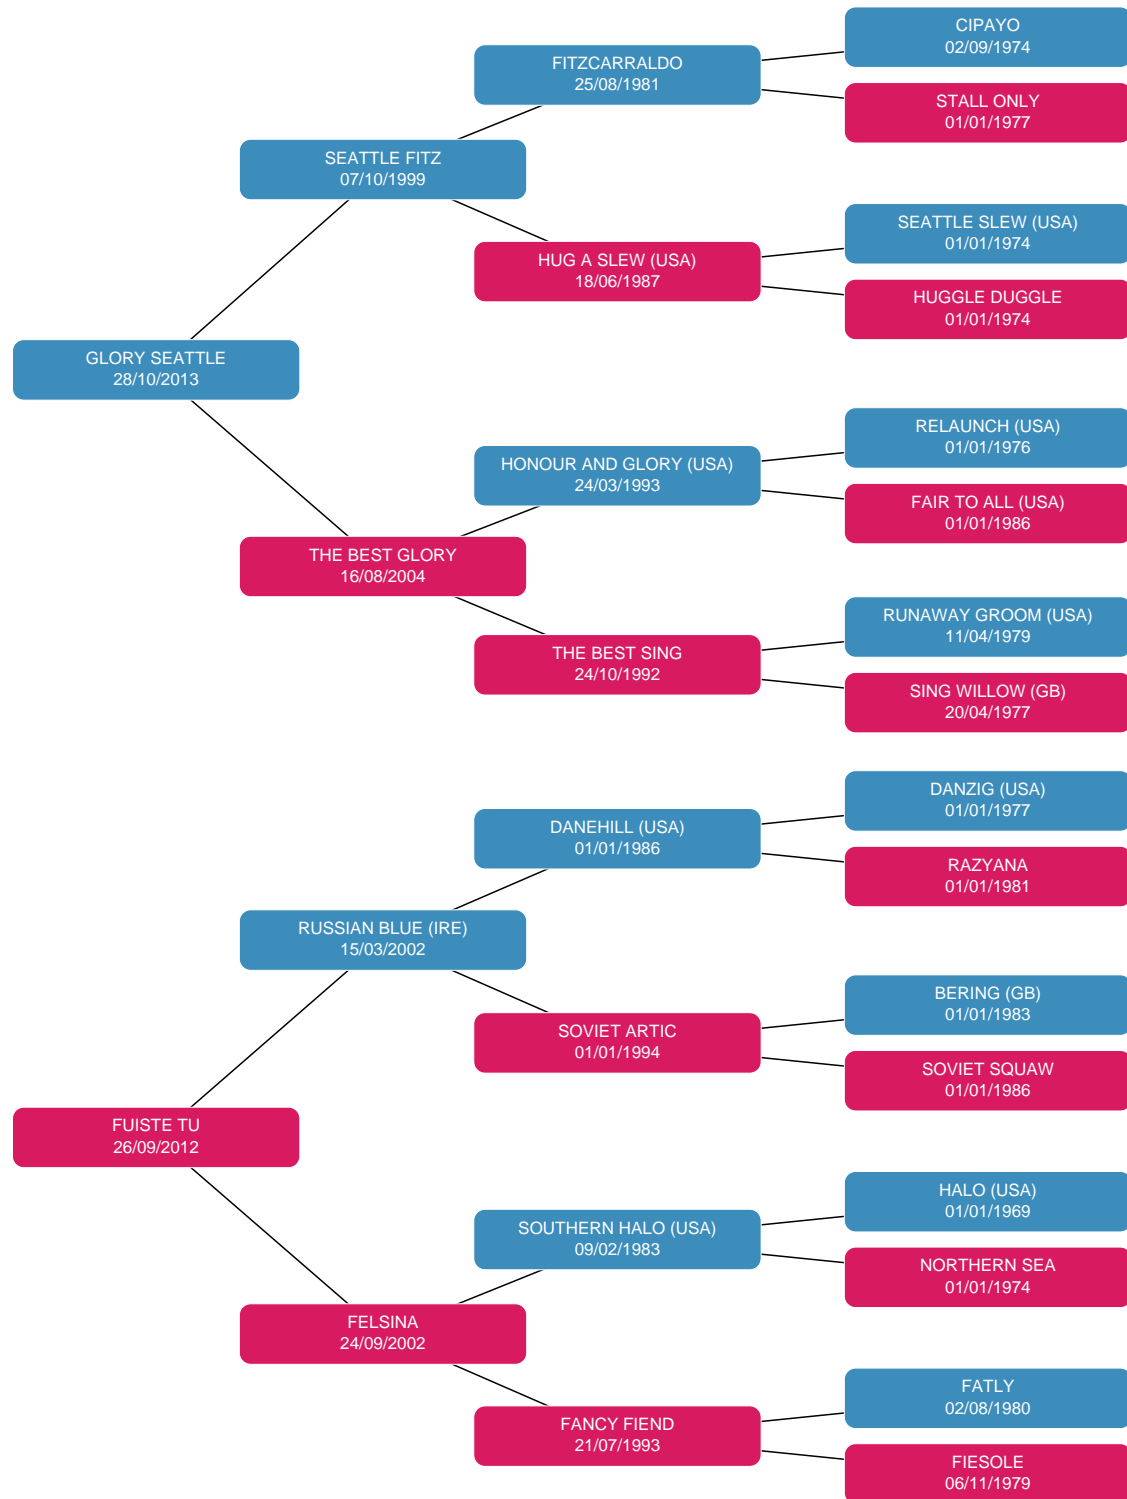 CIPAYO
02/09/1974
FITZCARRALDO
25/08/1981
STALL ONLY
01/01/1977
SEATTLE FITZ
07/10/1999
SEATTLE SLEW (USA)
01/01/1974
HUG A SLEW (USA)
18/06/1987
HUGGLE DUGGLE
01/01/1974
GLORY SEATTLE
28/10/2013
RELAUNCH (USA)
01/01/1976
HONOUR AND GLORY (USA)
24/03/1993
FAIR TO ALL (USA)
01/01/1986
THE BEST GLORY
16/08/2004
RUNAWAY GROOM (USA)
11/04/1979
THE BEST SING
24/10/1992
SING WILLOW (GB)
20/04/1977
DANZIG (USA)
01/01/1977
DANEHILL (USA)
01/01/1986
RAZYANA
01/01/1981
RUSSIAN BLUE (IRE)
15/03/2002
BERING (GB)
01/01/1983
SOVIET ARTIC
01/01/1994
SOVIET SQUAW
01/01/1986
FUISTE TU
26/09/2012
HALO (USA)
01/01/1969
SOUTHERN HALO (USA)
09/02/1983
NORTHERN SEA
01/01/1974
FELSINA
24/09/2002
FATLY
02/08/1980
FANCY FIEND
21/07/1993
FIESOLE
06/11/1979